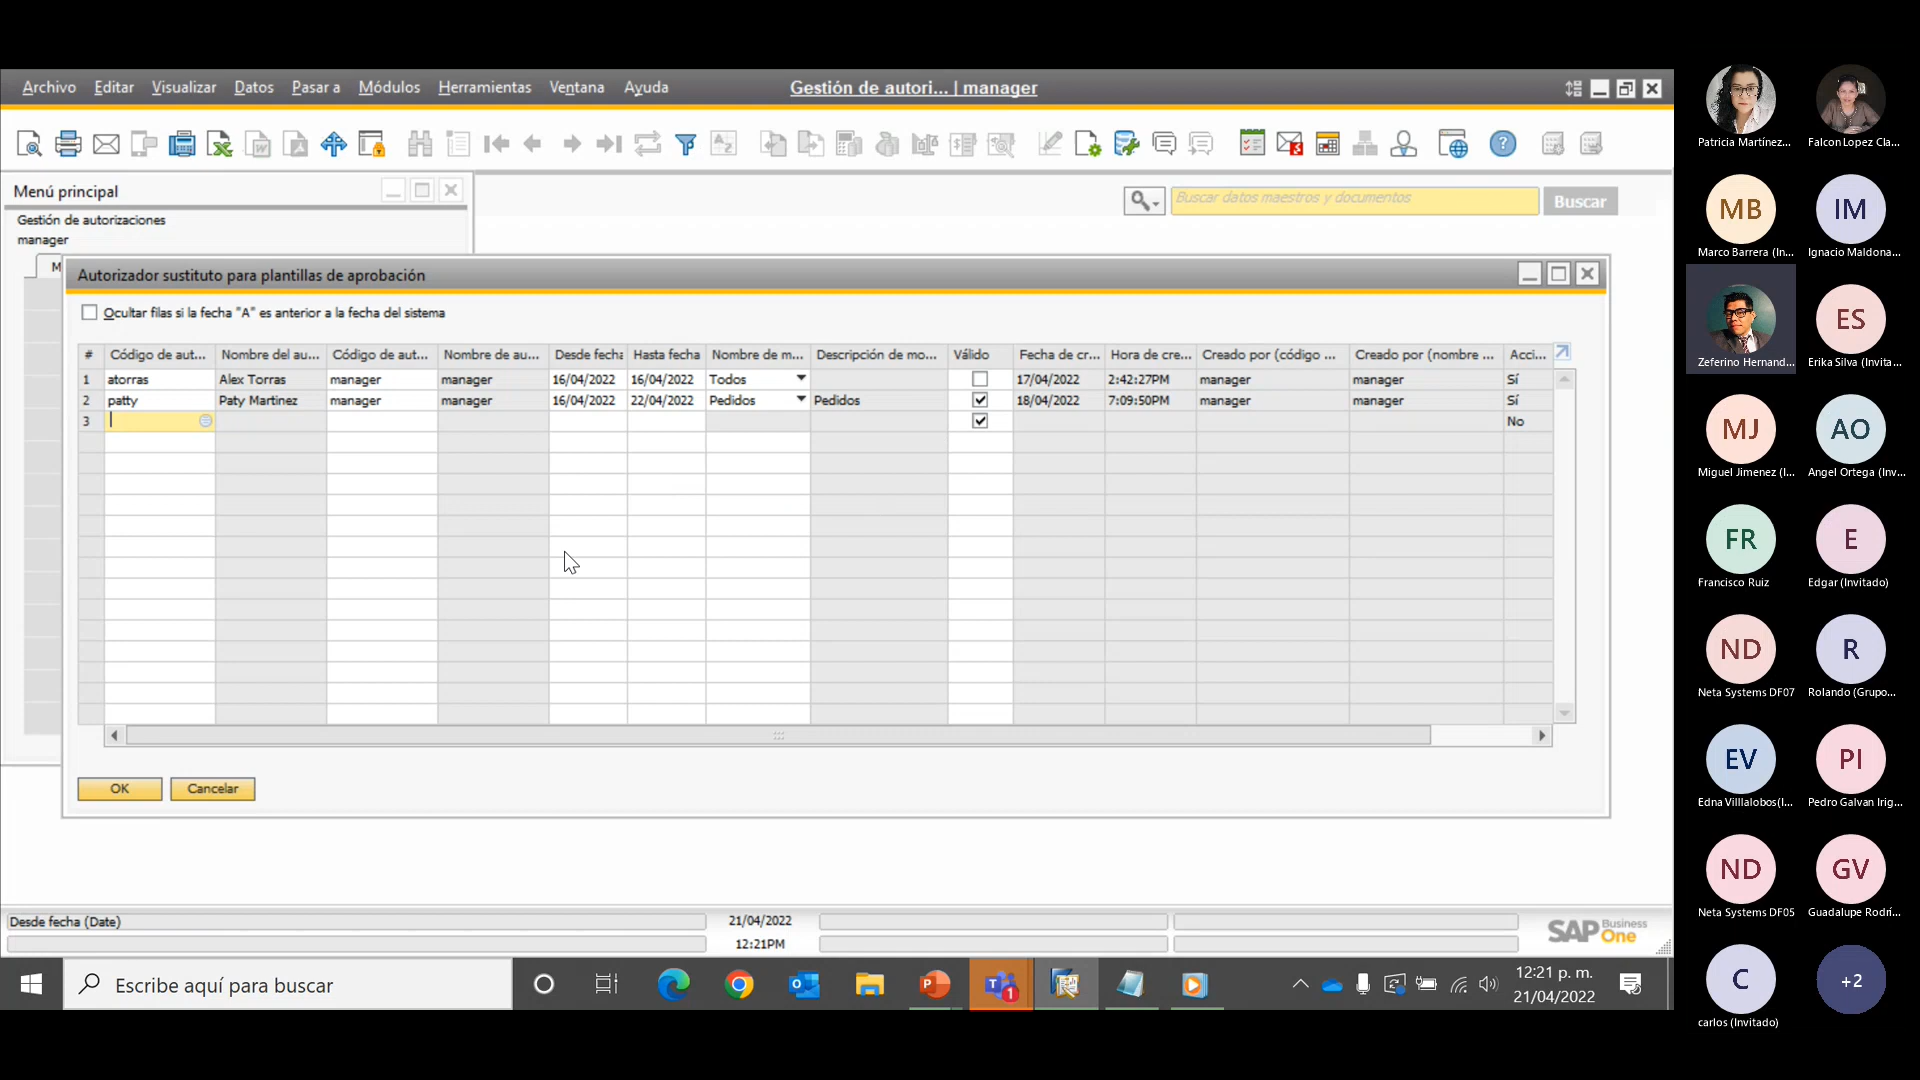 Archivo Editar Visualizar Datos Pasar a Módulos Herramientas Ventana Ayuda Gestión de autori... | manager
Menú principal
Buscar datos maestros y documentos Buscar
Gestión de autorizaciones
manager
M
Autorizador sustituto para plantillas de aprobación
Ocultar filas si la fecha "A" es anterior a la fecha del sistema
# Código de aut... Nombre del au... Código de aut... Nombre de au... Desde fecha Hasta fecha Nombre de m... Descripción de mo... Válido Fecha de cr... Hora de cre... Creado por (código ... Creado por (nombre ... Acci...
1 atorras Alex Torras manager manager 16/04/2022 16/04/2022 Todos 17/04/2022 2:42:27PM manager manager Sí
2 patty Paty Martinez manager manager 16/04/2022 22/04/2022 Pedidos Pedidos 18/04/2022 7:09:50PM manager manager Sí
3 No
OK Cancelar
Desde fecha (Date) 21/04/2022
12:21PM
SAP Business One
Escribe aquí para buscar
1
12:21 p. m.
21/04/2022
Patricia Martínez... Falcon Lopez Cla...
MB IM
Marco Barrera (In... Ignacio Maldona...
ES
Zeferino Hernand... Erika Silva (Invita...
MJ AO
Miguel Jimenez (I... Angel Ortega (Inv...
FR E
Francisco Ruiz Edgar (Invitado)
ND R
Neta Systems DF07 Rolando (Grupo...
EV PI
Edna Villlalobos(I... Pedro Galvan Irig...
ND GV
Neta Systems DF05 Guadalupe Rodrí...
C +2
carlos (Invitado)